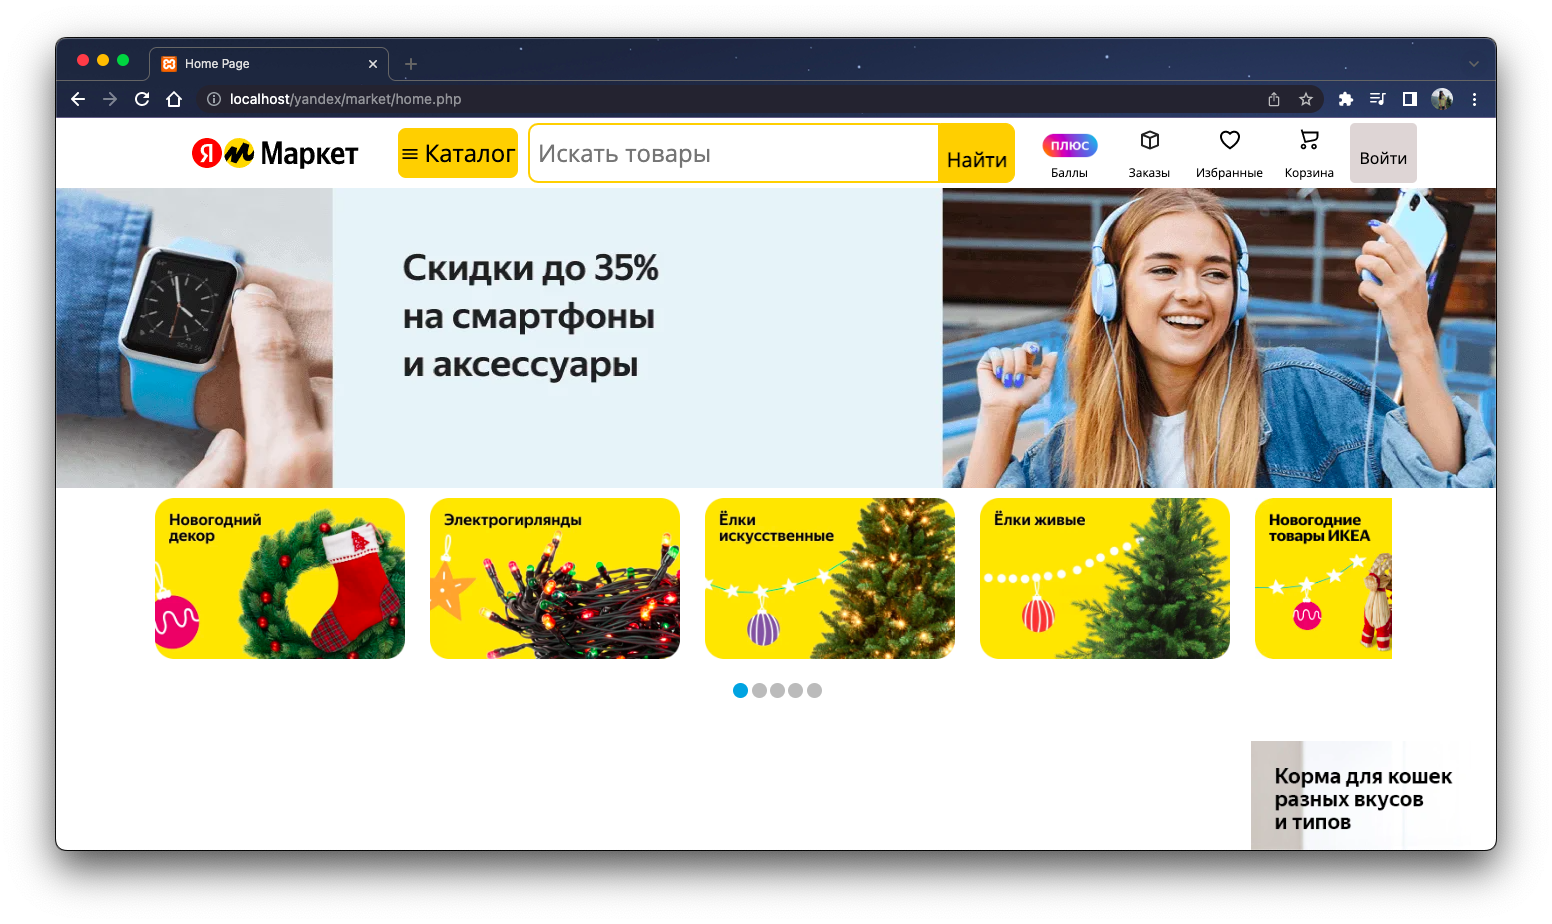 Home Page
localhost/yandex/market/home.php
Я м Маркет
Каталог
Искать товары
Найти
плюс
Баллы
Заказы
Избранные
Корзина
Войти
Скидки до 35%
на смартфоны
и аксессуары
Новогодний
декор
Электрогирлянды
Ёлки
искусственные
Ёлки живые
Новогодние
товары ИКЕА
Корма для кошек
разных вкусов
и типов